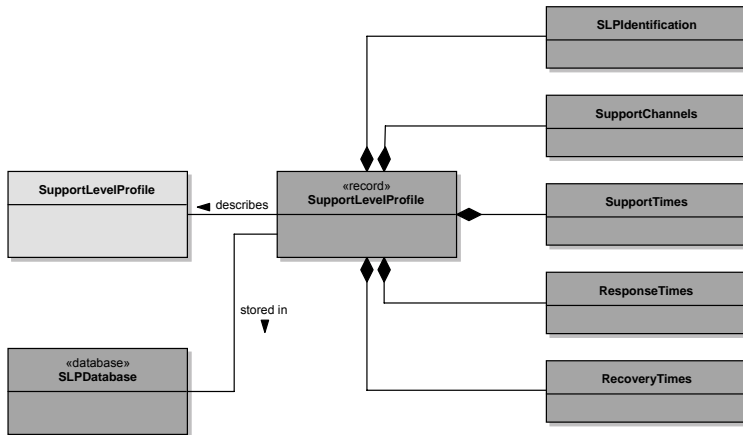 SLPIdentification
SupportChannels
SupportLevelProfile
describes
«record»
SupportLevelProfile
SupportTimes
ResponseTimes
stored in
«database»
SLPDatabase
RecoveryTimes